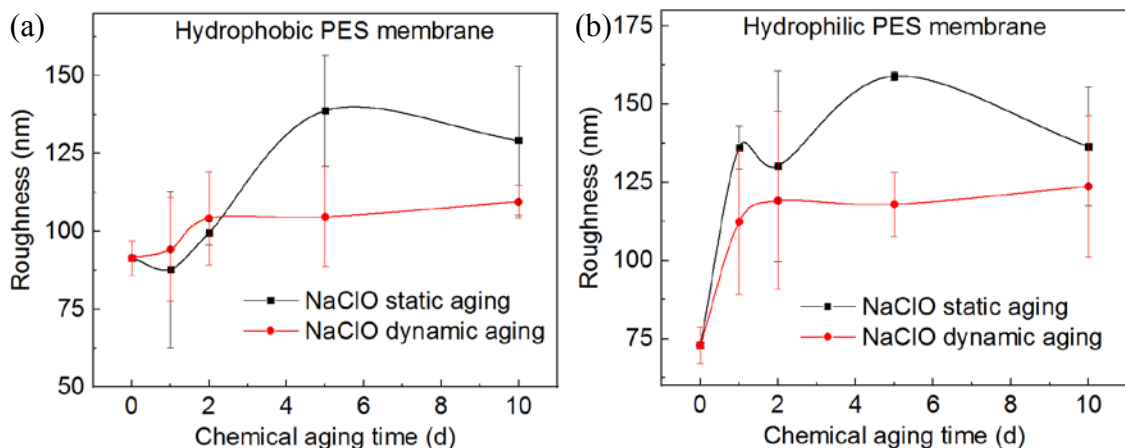 (a)
Hydrophobic PES membrane
150
125
100
75
50
Roughness (nm)
NaClO static aging
NaClO dynamic aging
0 2 4 6 8 10
Chemical aging time (d)
(b)
Hydrophilic PES membrane
175
150
125
100
75
Roughness (nm)
NaClO static aging
NaClO dynamic aging
0 2 4 6 8 10
Chemical aging time (d)